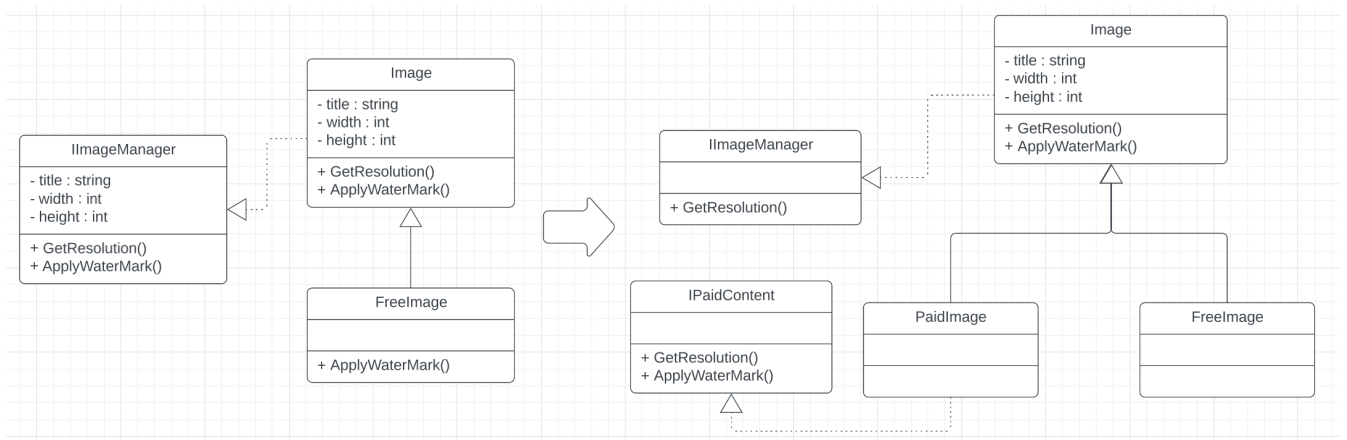 IImageManager
- title : string
- width : int
- height : int
+ GetResolution()
+ ApplyWaterMark()
Image
- title : string
- width : int
- height : int
+ GetResolution()
+ ApplyWaterMark()
FreeImage
+ ApplyWaterMark()
IImageManager
+ GetResolution()
Image
- title : string
- width : int
- height : int
+ GetResolution()
+ ApplyWaterMark()
IPaidContent
+ GetResolution()
+ ApplyWaterMark()
PaidImage
FreeImage